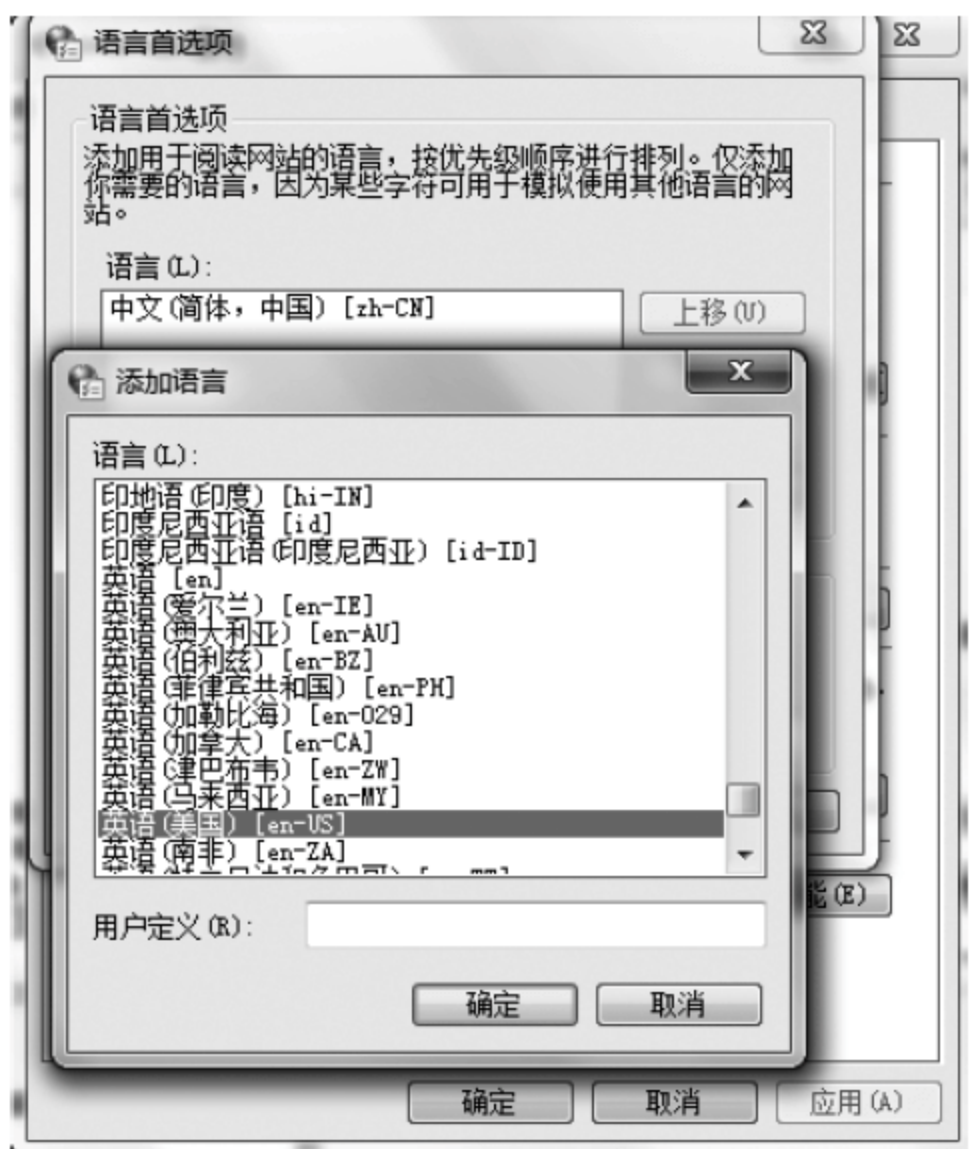 语言首选项
语言首选项
添加用于阅读网站的语言，按优先级顺序进行排列。仅添加
你需要的语言，因为某些字符可用于模拟使用其他语言的网
站。
语言(L):
中文(简体，中国) [zh-CN]
上移(U)
添加语言
语言(L):
印地语(印度) [hi-IN]
印度尼西亚语 [id]
印度尼西亚语(印度尼西亚) [id-ID]
英语 [en]
英语(爱尔兰) [en-IE]
英语(澳大利亚) [en-AU]
英语(伯利兹) [en-BZ]
英语(菲律宾共和国) [en-PH]
英语(加勒比海) [en-029]
英语(加拿大) [en-CA]
英语(津巴布韦) [en-ZW]
英语(马来西亚) [en-MY]
英语(美国) [en-US]
英语(南非) [en-ZA]
能(E)
用户定义(R):
确定 取消
确定 取消 应用(A)